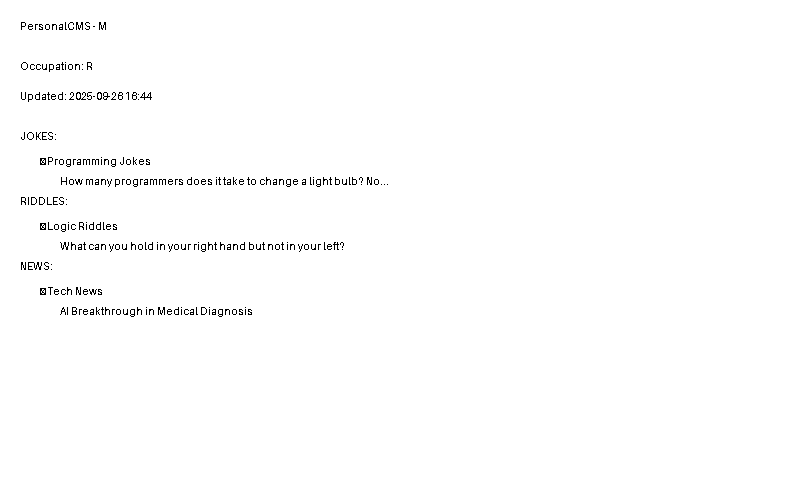 PersonalCMS - M
Occupation: R
Updated: 2025-09-26 16:44
JOKES:
Programming Jokes
How many programmers does it take to change a light bulb? No...
RIDDLES:
Logic Riddles
What can you hold in your right hand but not in your left?
NEWS:
Tech News
AI Breakthrough in Medical Diagnosis